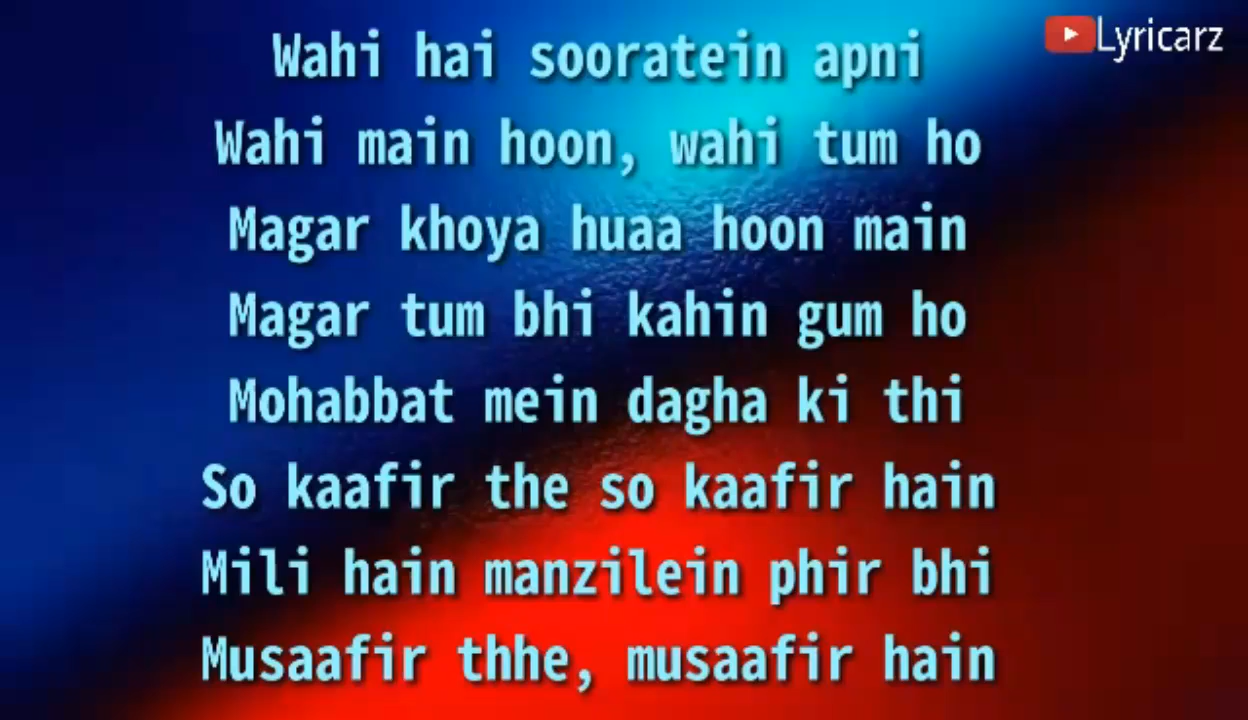 Lyricarz
Wahi hai sooratein apni
Wahi main hoon, wahi tum ho
Magar khoya huaa hoon main
Magar tum bhi kahin gum ho
Mohabbat mein dagha ki thi
So kaafir the so kaafir hain
Mili hain manzilein phir bhi
Musaafir thhe, musaafir hain